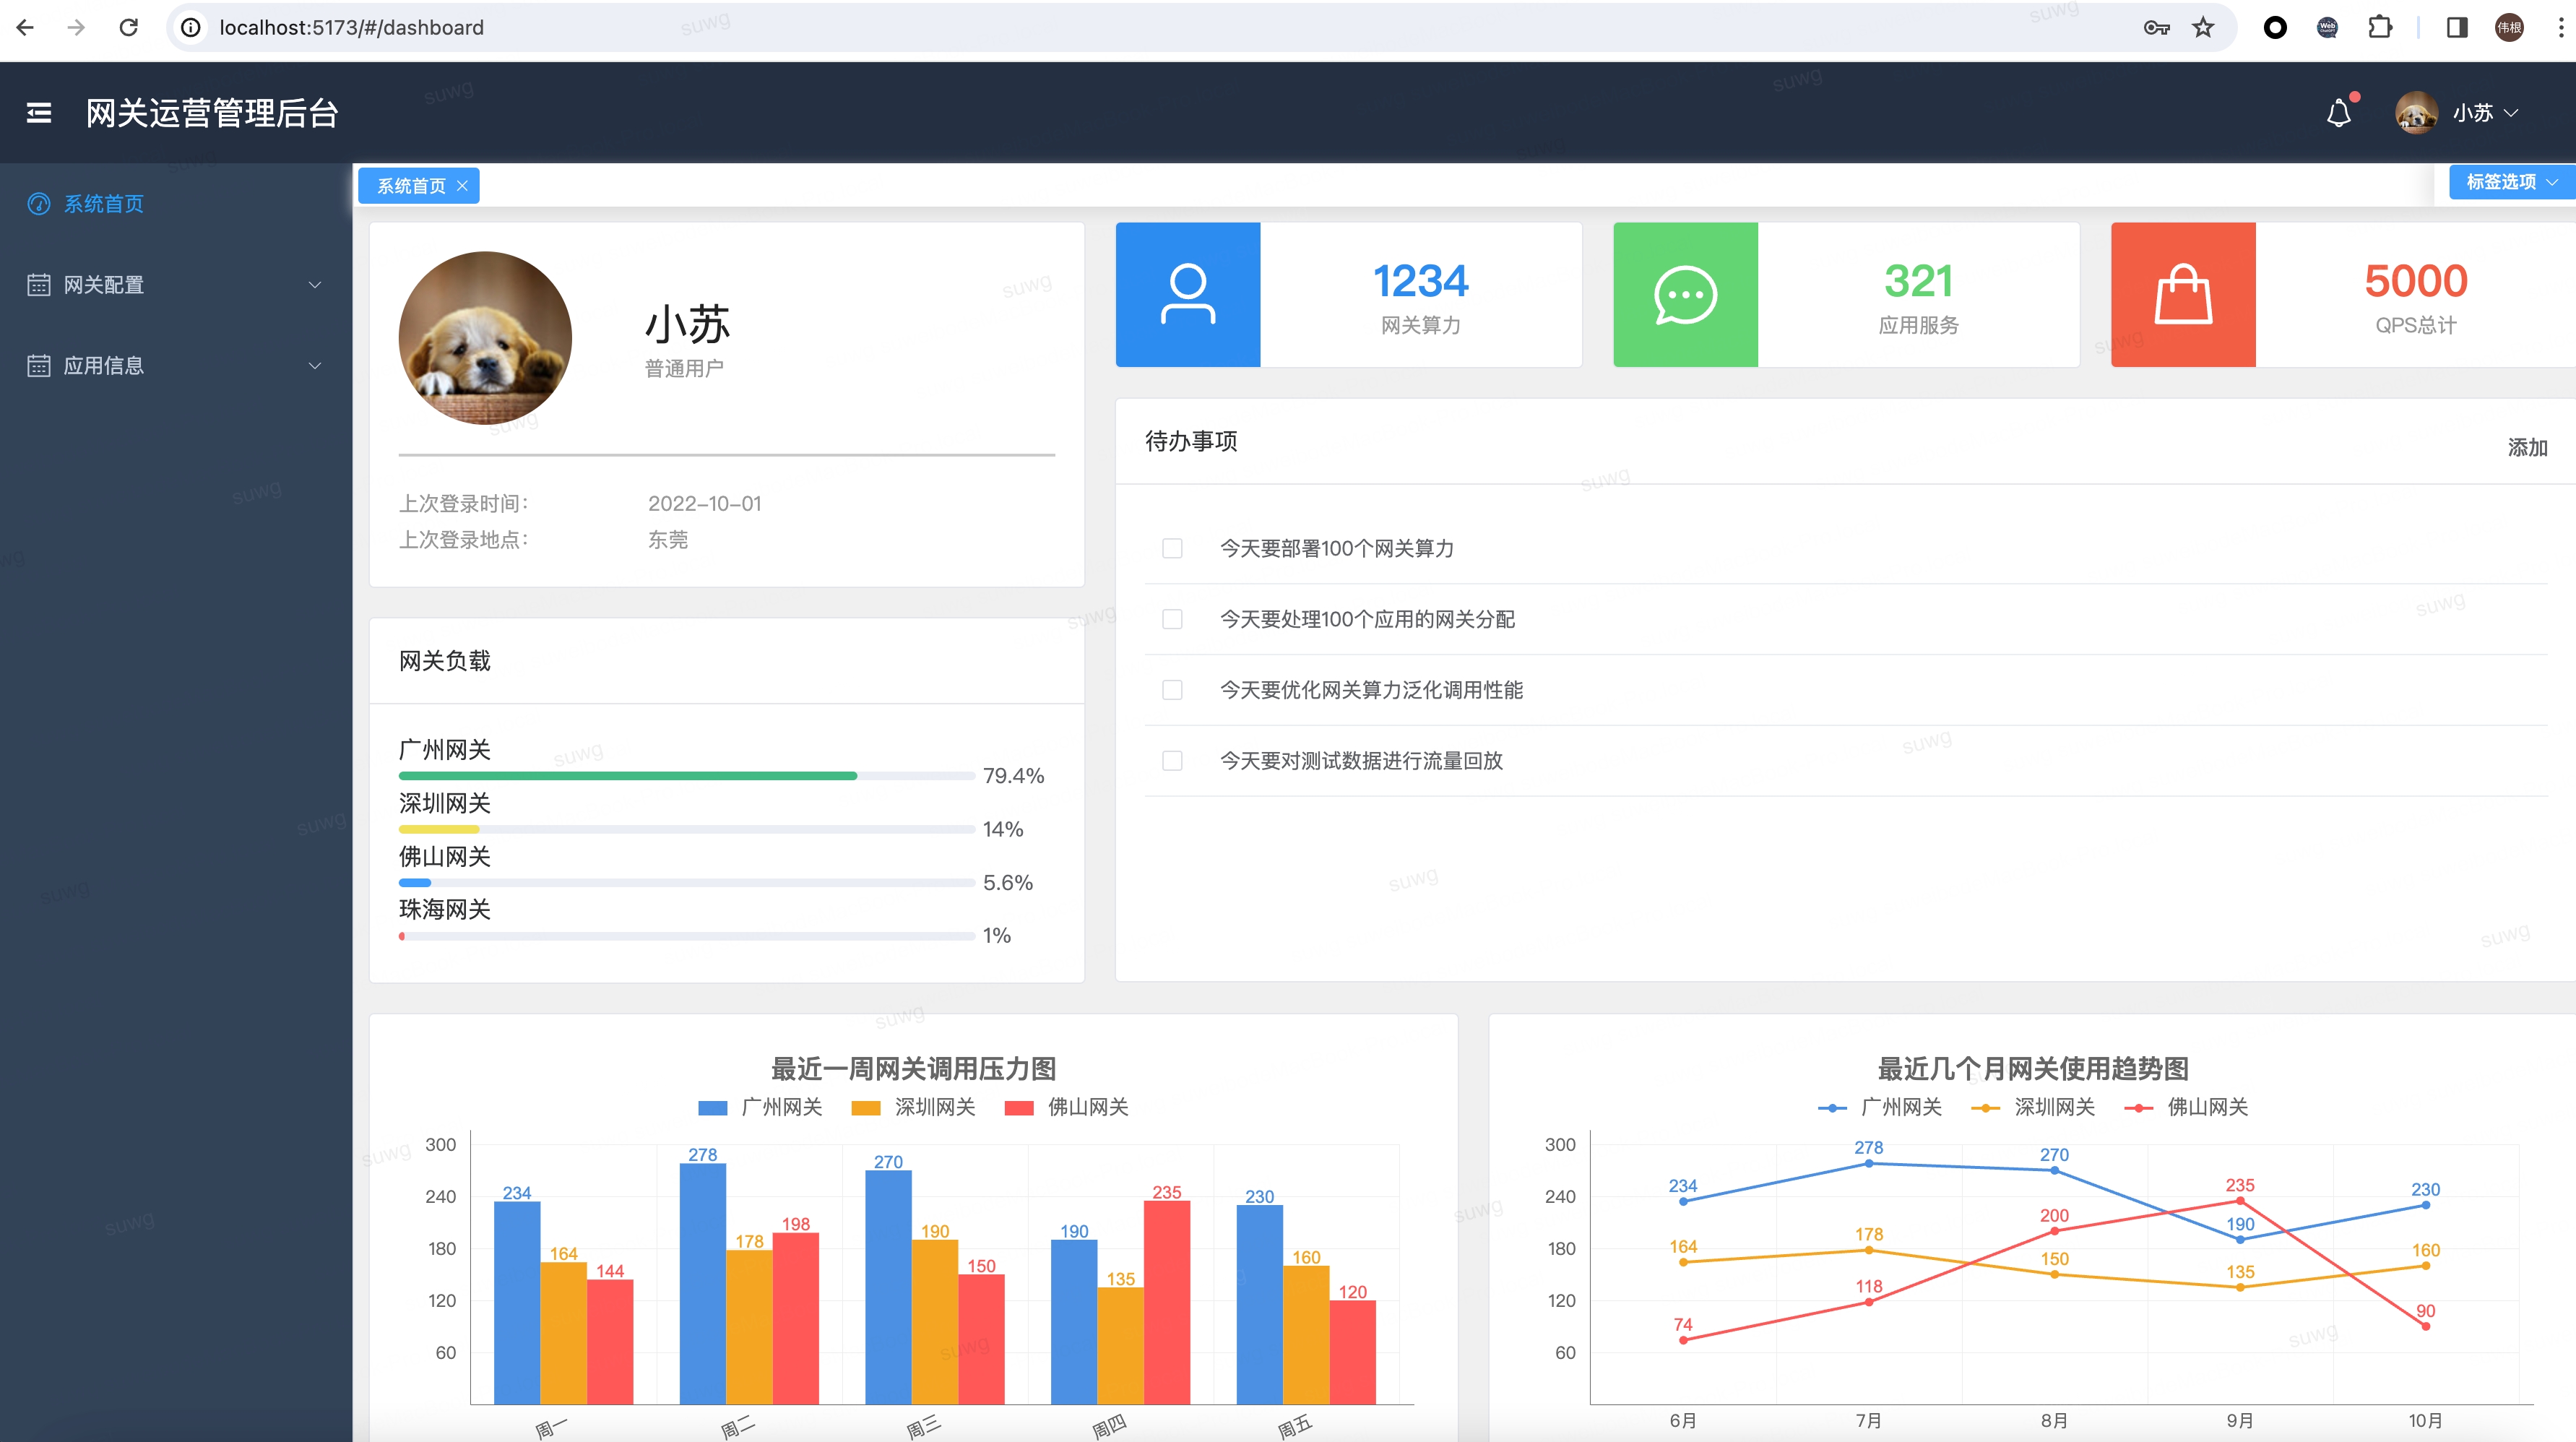 localhost:5173/#/dashboard
伟根
网关运营管理后台
小苏
系统首页
网关配置
应用信息
系统首页
标签选项
小苏
普通用户
上次登录时间：
2022-10-01
上次登录地点：
东莞
1234
网关算力
321
应用服务
5000
QPS总计
待办事项
添加
今天要部署100个网关算力
今天要处理100个应用的网关分配
今天要优化网关算力泛化调用性能
今天要对测试数据进行流量回放
网关负载
广州网关
79.4%
深圳网关
14%
佛山网关
5.6%
珠海网关
1%
最近一周网关调用压力图
广州网关 深圳网关 佛山网关
300
240
180
120
60
234 164 144
278 178 198
270 190 150
190 135 235
230 160 120
周一 周二 周三 周四 周五
最近几个月网关使用趋势图
广州网关 深圳网关 佛山网关
300
240
180
120
60
234 278 270 190 230
164 178 150 135 160
74 118 200 235 90
6月 7月 8月 9月 10月
suwg